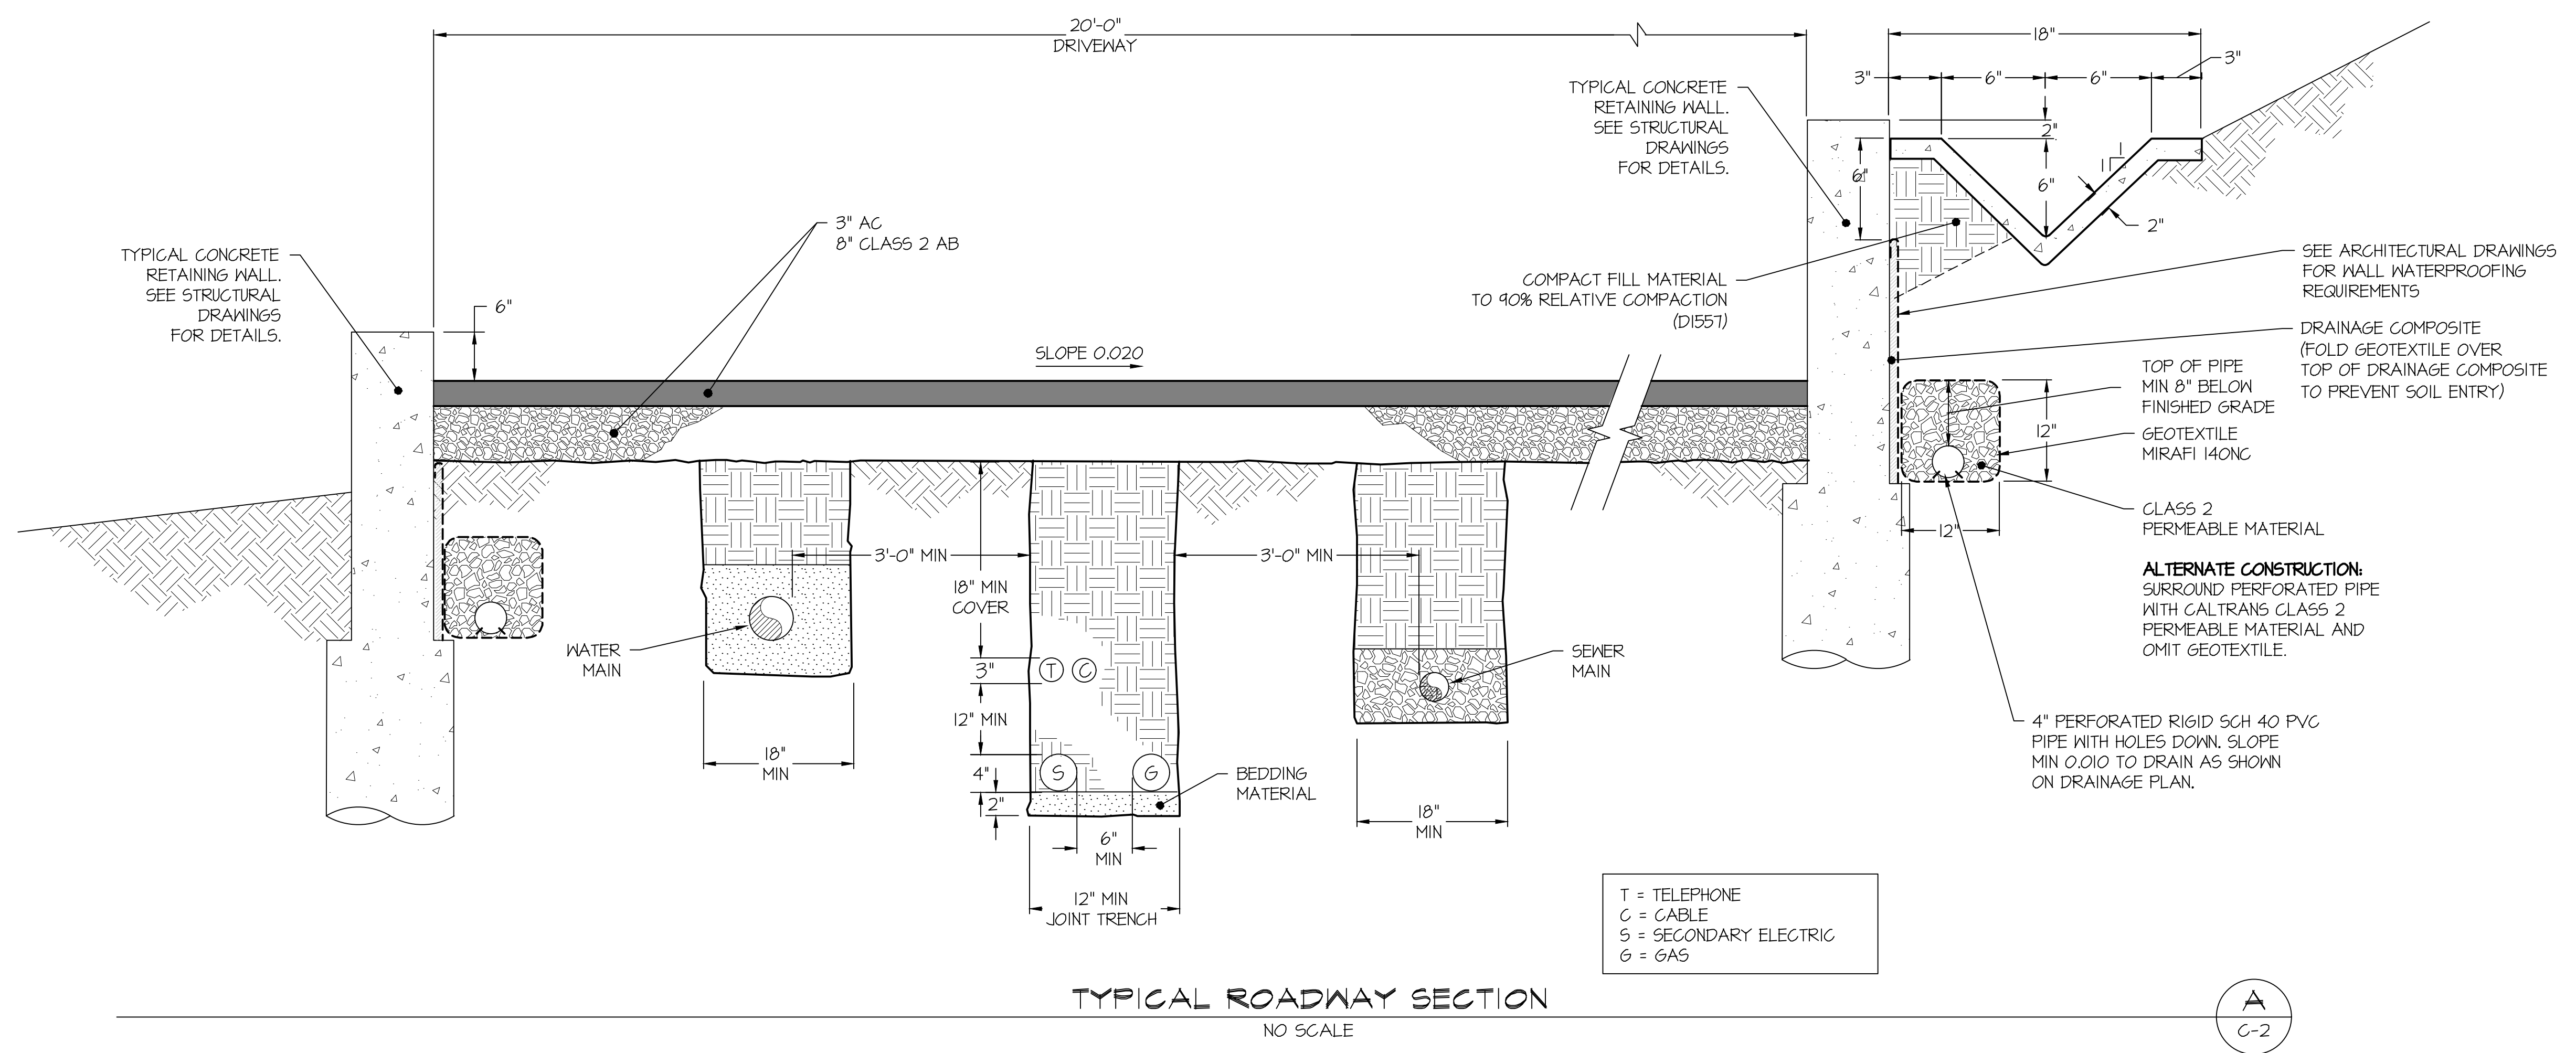 20'-0"
DRIVEWAY
18"
3"
3"
6"
6"
TYPICAL CONCRETE
RETAINING WALL.
SEE STRUCTURAL
DRAWINGS
FOR DETAILS.
2"
6"
6"
1
1
2"
3" AC
8" CLASS 2 AB
TYPICAL CONCRETE
RETAINING WALL.
SEE STRUCTURAL
DRAWINGS
FOR DETAILS.
6"
COMPACT FILL MATERIAL
TO 90% RELATIVE COMPACTION
(D1557)
SEE ARCHITECTURAL DRAWINGS
FOR WALL WATERPROOFING
REQUIREMENTS
DRAINAGE COMPOSITE
(FOLD GEOTEXTILE OVER
TOP OF DRAINAGE COMPOSITE
TO PREVENT SOIL ENTRY)
SLOPE 0.020
TOP OF PIPE
MIN 8" BELOW
FINISHED GRADE
12"
GEOTEXTILE
MIRAFI 140NC
CLASS 2
PERMEABLE MATERIAL
12"
3'-0" MIN
3'-0" MIN
18" MIN
COVER
ALTERNATE CONSTRUCTION:
SURROUND PERFORATED PIPE
WITH CALTRANS CLASS 2
PERMEABLE MATERIAL AND
OMIT GEOTEXTILE.
WATER
MAIN
3"
T
C
SEWER
MAIN
12" MIN
4" PERFORATED RIGID SCH 40 PVC
PIPE WITH HOLES DOWN. SLOPE
MIN 0.010 TO DRAIN AS SHOWN
ON DRAINAGE PLAN.
18"
MIN
4"
S
G
BEDDING
MATERIAL
2"
18"
MIN
6"
MIN
12" MIN
JOINT TRENCH
T = TELEPHONE
C = CABLE
S = SECONDARY ELECTRIC
G = GAS
TYPICAL ROADWAY SECTION
NO SCALE
A
C-2